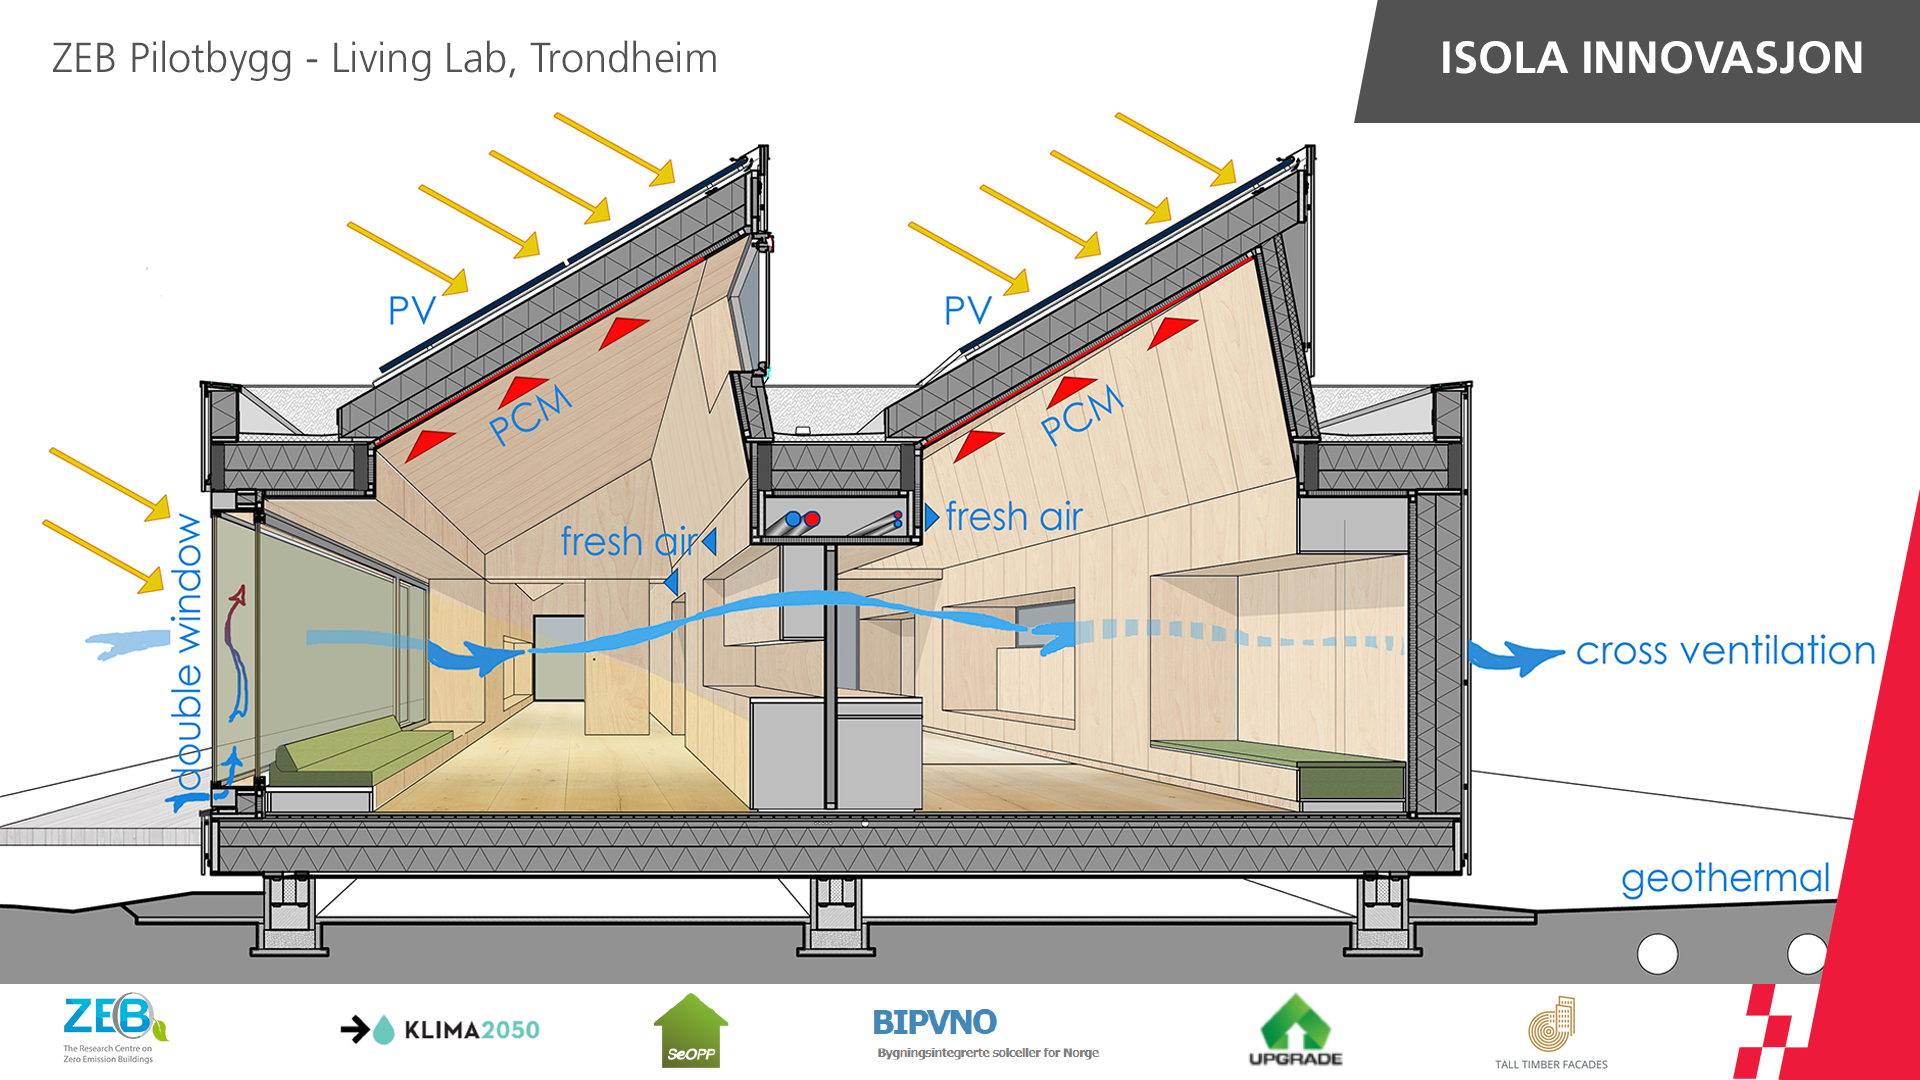 ZEB Pilotbygg - Living Lab, Trondheim
ISOLA INNOVASJON
PV
PV
PCM
PCM
fresh air
fresh air
double window
cross ventilation
geothermal
ZEB
The Research Centre on
Zero Emission Buildings
KLIMA2050
SeOPP
BIPVNO
Bygningsintegrerte solceller for Norge
UPGRADE
TALL TIMBER FACADES